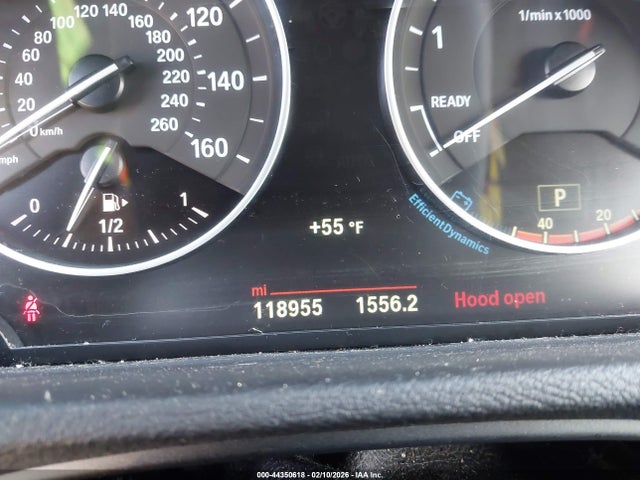 20
40
60
80
100
120
140
160
180
200
220
240
260
0 km/h
mph
120
140
160
0
1/2
1
+55 °F
mi
118955 1556.2
Hood open
1/min x 1000
1
READY
OFF
P
EfficientDynamics
40
20
000-44350618 - 02/10/2026 - IAAI Inc.